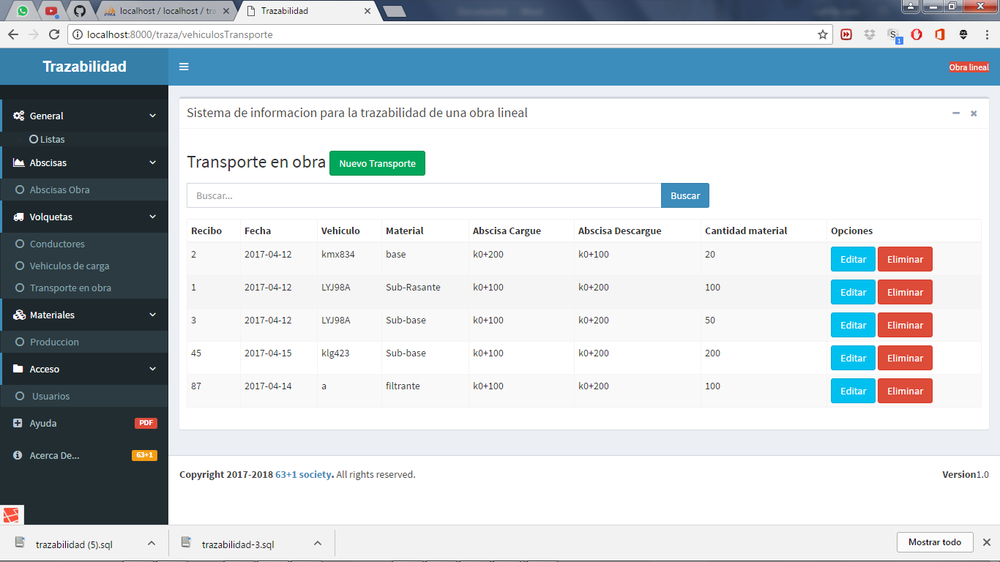 localhost / localhost / tra
Trazabilidad
localhost:8000/traza/vehiculosTransporte
Trazabilidad
Obra lineal
General
Listas
Abscisas
Abscisas Obra
Volquetas
Conductores
Vehiculos de carga
Transporte en obra
Materiales
Produccion
Acceso
Usuarios
Ayuda PDF
Acerca De... 63+1
Sistema de informacion para la trazabilidad de una obra lineal
Transporte en obra Nuevo Transporte
Buscar... Buscar
Recibo Fecha Vehiculo Material Abscisa Cargue Abscisa Descargue Cantidad material Opciones
2 2017-04-12 kmx834 base k0+200 k0+100 20 Editar Eliminar
1 2017-04-12 LYJ98A Sub-Rasante k0+100 k0+200 100 Editar Eliminar
3 2017-04-12 LYJ98A Sub-base k0+100 k0+200 50 Editar Eliminar
45 2017-04-15 klg423 Sub-base k0+100 k0+200 200 Editar Eliminar
87 2017-04-14 a filtrante k0+100 k0+200 100 Editar Eliminar
Copyright 2017-2018 63+1 society. All rights reserved. Version1.0
trazabilidad (5).sql trazabilidad-3.sql Mostrar todo